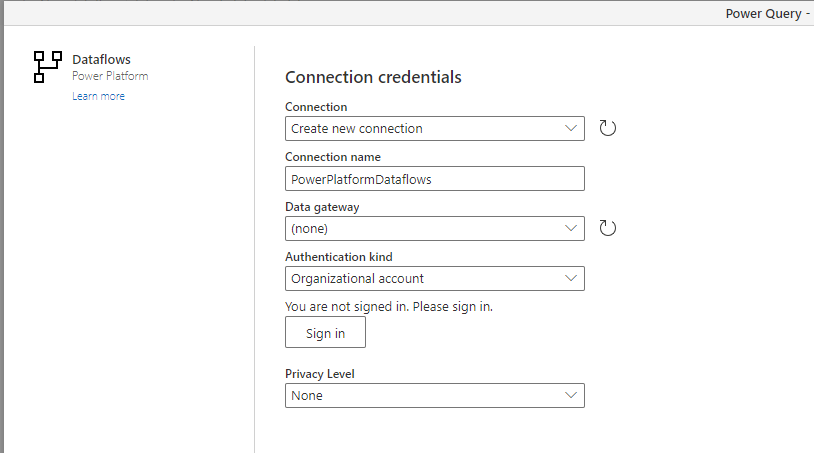 Power Query -
Dataflows
Power Platform
Learn more
Connection credentials
Connection
Create new connection
Connection name
PowerPlatformDataflows
Data gateway
(none)
Authentication kind
Organizational account
You are not signed in. Please sign in.
Sign in
Privacy Level
None